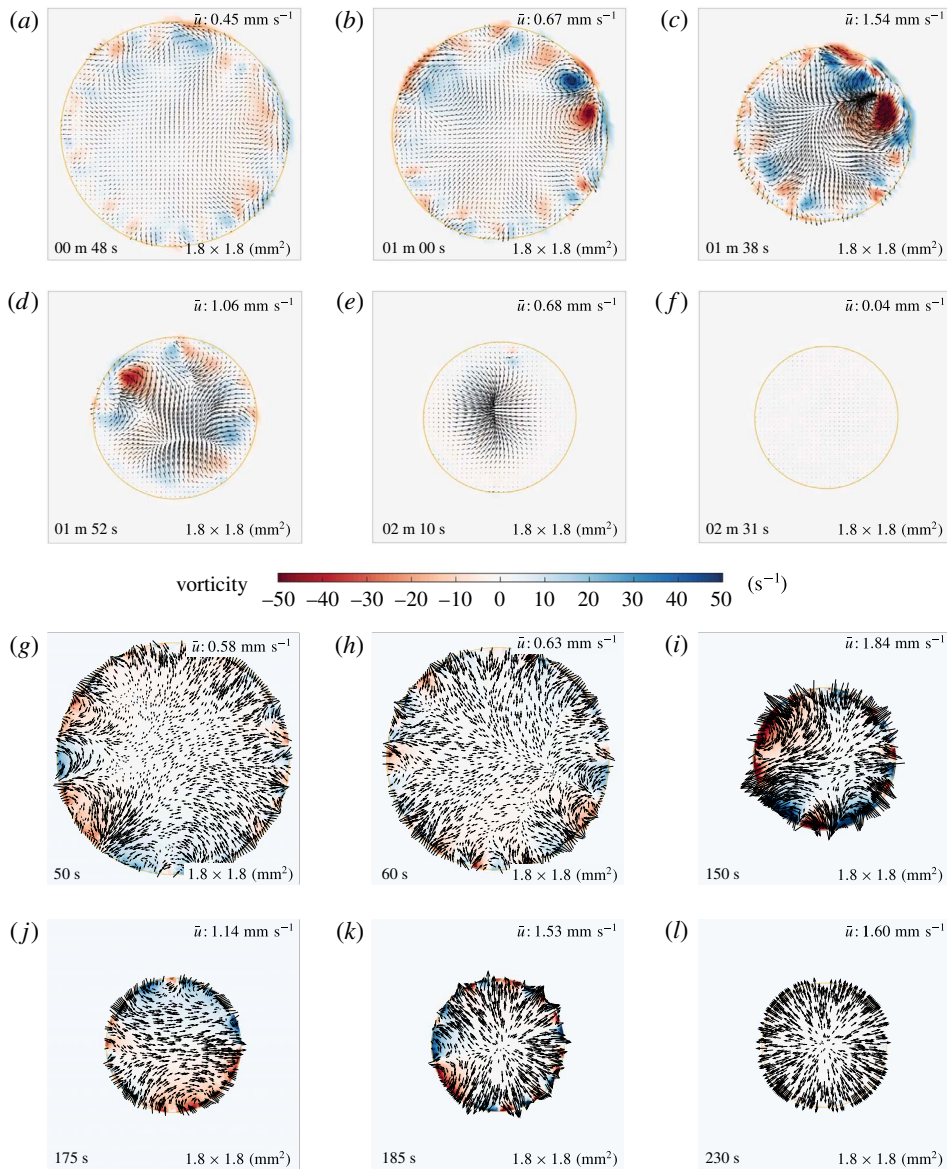 (a) ū: 0.45 mm s⁻¹
00 m 48 s 1.8 × 1.8 (mm²)
(b) ū: 0.67 mm s⁻¹
01 m 00 s 1.8 × 1.8 (mm²)
(c) ū: 1.54 mm s⁻¹
01 m 38 s 1.8 × 1.8 (mm²)
(d) ū: 1.06 mm s⁻¹
01 m 52 s 1.8 × 1.8 (mm²)
(e) ū: 0.68 mm s⁻¹
02 m 10 s 1.8 × 1.8 (mm²)
(f) ū: 0.04 mm s⁻¹
02 m 31 s 1.8 × 1.8 (mm²)
vorticity (s⁻¹)
−50 −40 −30 −20 −10 0 10 20 30 40 50
(g) ū: 0.58 mm s⁻¹
50 s 1.8 × 1.8 (mm²)
(h) ū: 0.63 mm s⁻¹
60 s 1.8 × 1.8 (mm²)
(i) ū: 1.84 mm s⁻¹
150 s 1.8 × 1.8 (mm²)
(j) ū: 1.14 mm s⁻¹
175 s 1.8 × 1.8 (mm²)
(k) ū: 1.53 mm s⁻¹
185 s 1.8 × 1.8 (mm²)
(l) ū: 1.60 mm s⁻¹
230 s 1.8 × 1.8 (mm²)